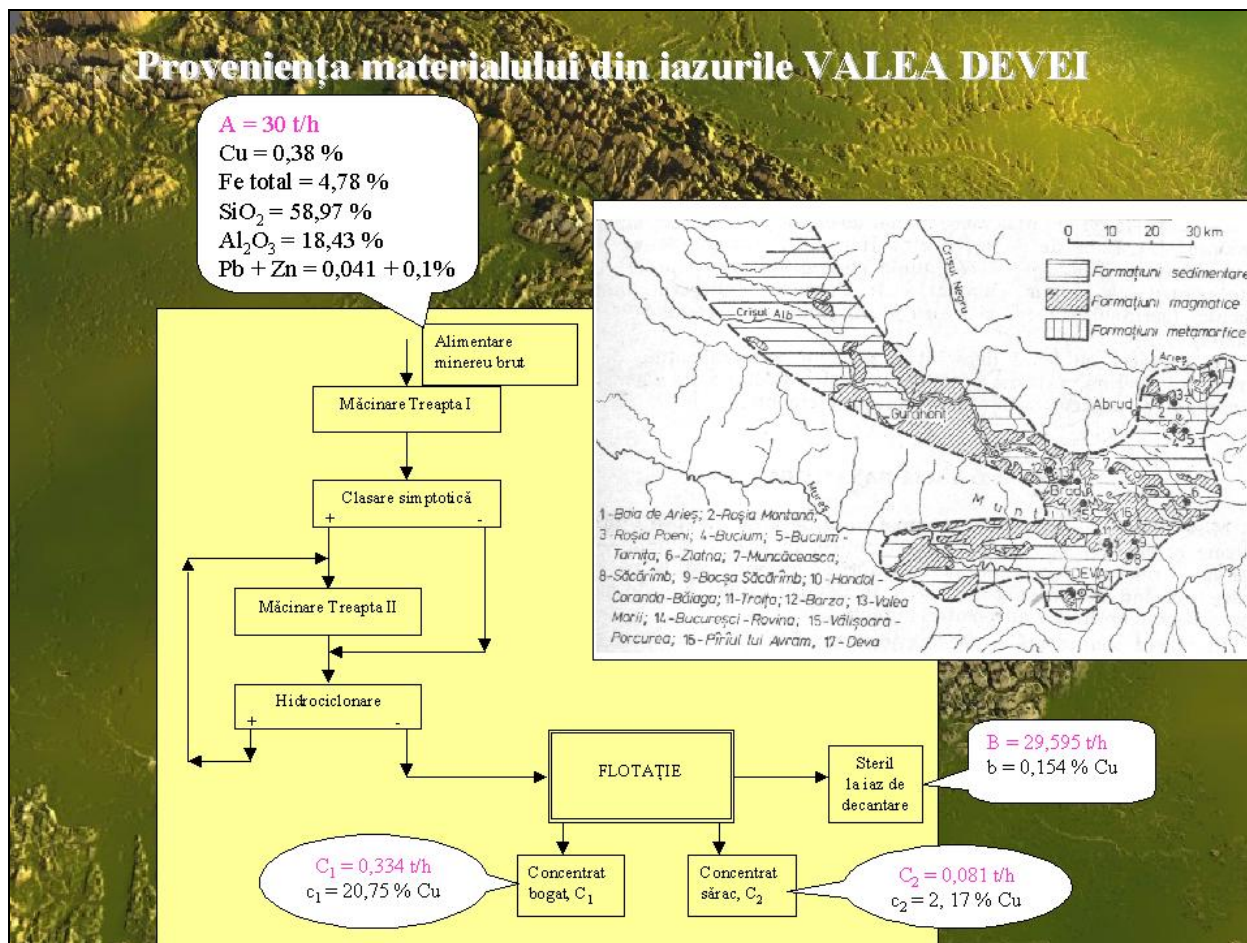 Proveniența materialului din iazurile VALEA DEVEI
A = 30 t/h
Cu = 0,38 %
Fe total = 4,78 %
SiO₂ = 58,97 %
Al₂O₃ = 18,43 %
Pb + Zn = 0,041 + 0,1%
Alimentare
minereu brut
Măcinare Treapta I
Clasare simptotică
+ -
Măcinare Treapta II
Hidrociclonare
+ -
FLOTAȚIE
Steril
la iaz de
decantare
B = 29,595 t/h
b = 0,154 % Cu
C₁ = 0,334 t/h
c₁ = 20,75 % Cu
Concentrat
bogat, C₁
Concentrat
sărac, C₂
C₂ = 0,081 t/h
c₂ = 2, 17 % Cu
0 10 20 30 km
Formațiuni sedimentare
Formațiuni magmatice
Formațiuni metamortice
Crișul Negru
Crișul Alb
Arieș
Abrud
Gurahonț
Brad
Mureș
Munț
DEVA
1-Baia de Arieș; 2-Roșia Montană;
3-Roșia Poeni; 4-Bucium; 5-Bucium-
Tarnița; 6-Zlatna; 7-Muncăceasca;
8-Săcărîmb; 9-Bocșa Săcărîmb; 10-Hondol-
Coranda-Băiaga; 11-Troița; 12-Barza; 13-Valea
Morii; 14-București-Rovina; 15-Vălișoara-
Porcurea; 16-Pîrîul lui Avram, 17-Deva